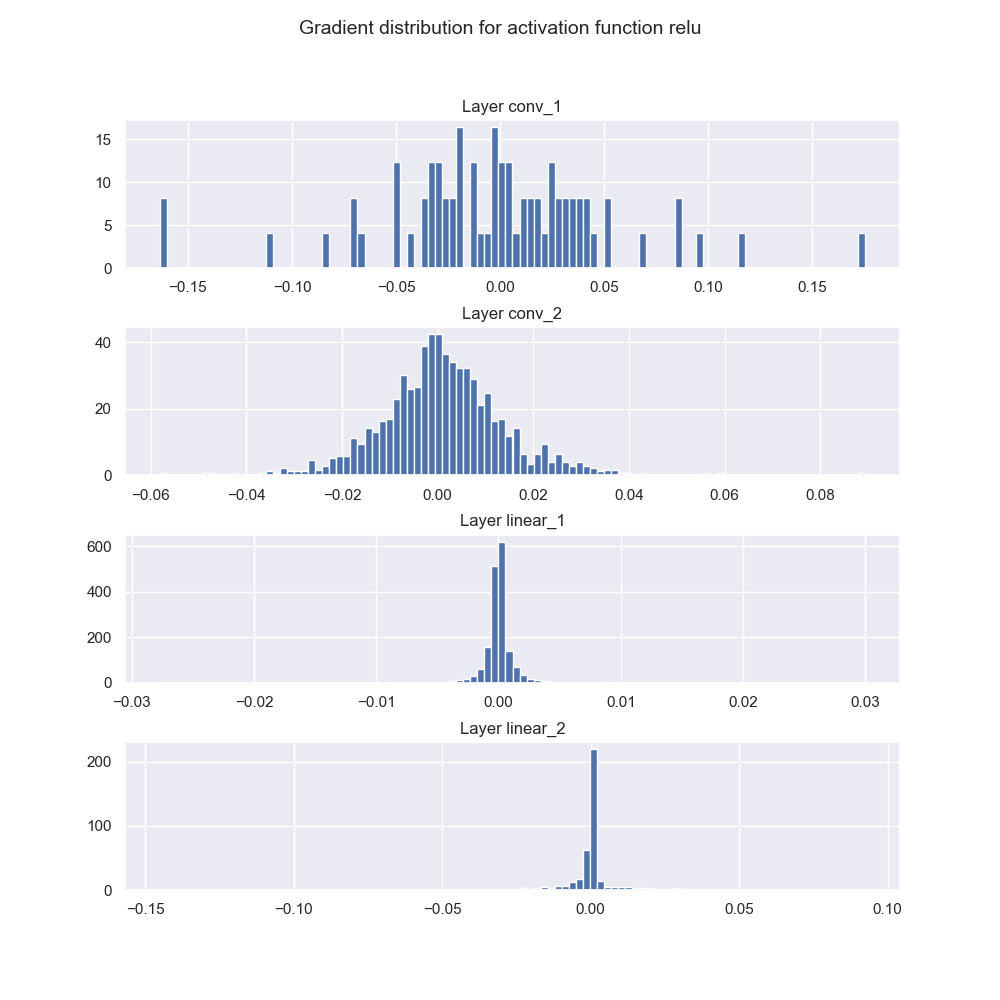 Gradient distribution for activation function relu
Layer conv_1
15
10
5
0
−0.15 −0.10 −0.05 0.00 0.05 0.10 0.15
Layer conv_2
40
20
0
−0.06 −0.04 −0.02 0.00 0.02 0.04 0.06 0.08
Layer linear_1
600
400
200
0
−0.03 −0.02 −0.01 0.00 0.01 0.02 0.03
Layer linear_2
200
100
0
−0.15 −0.10 −0.05 0.00 0.05 0.10